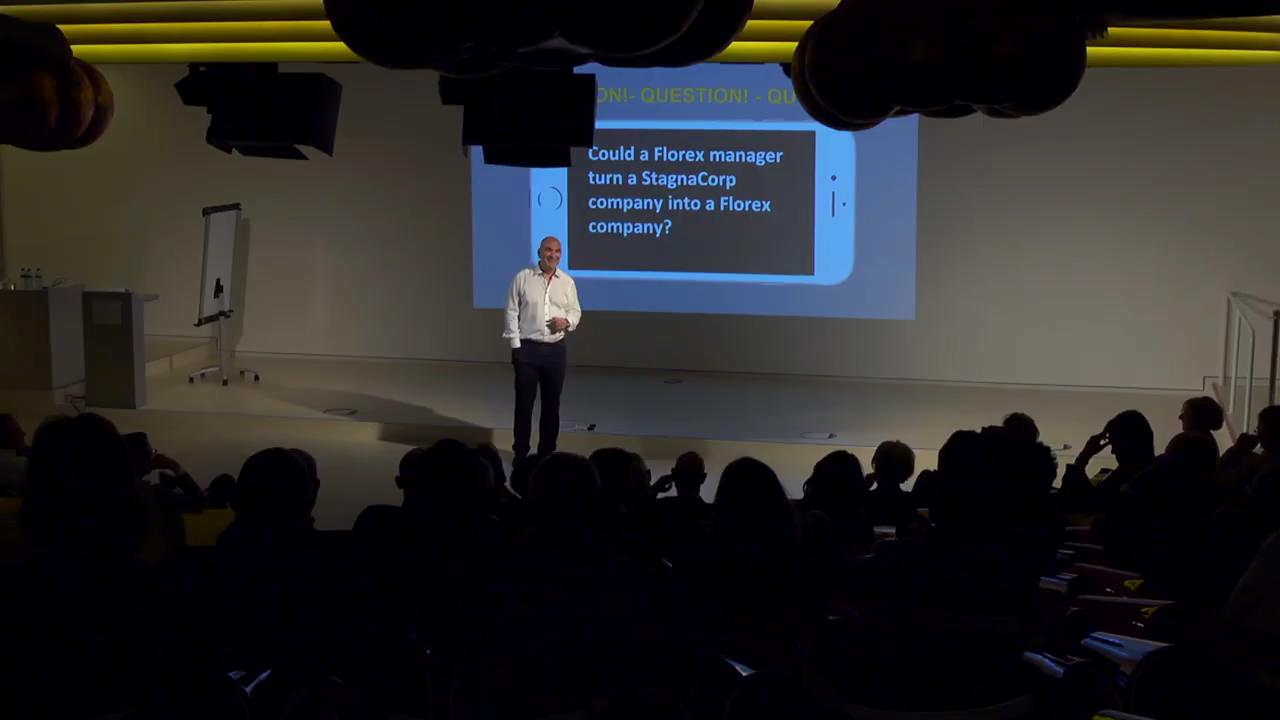 ON!- QUESTION! - QU
Could a Florex manager
turn a StagnaCorp
company into a Florex
company?